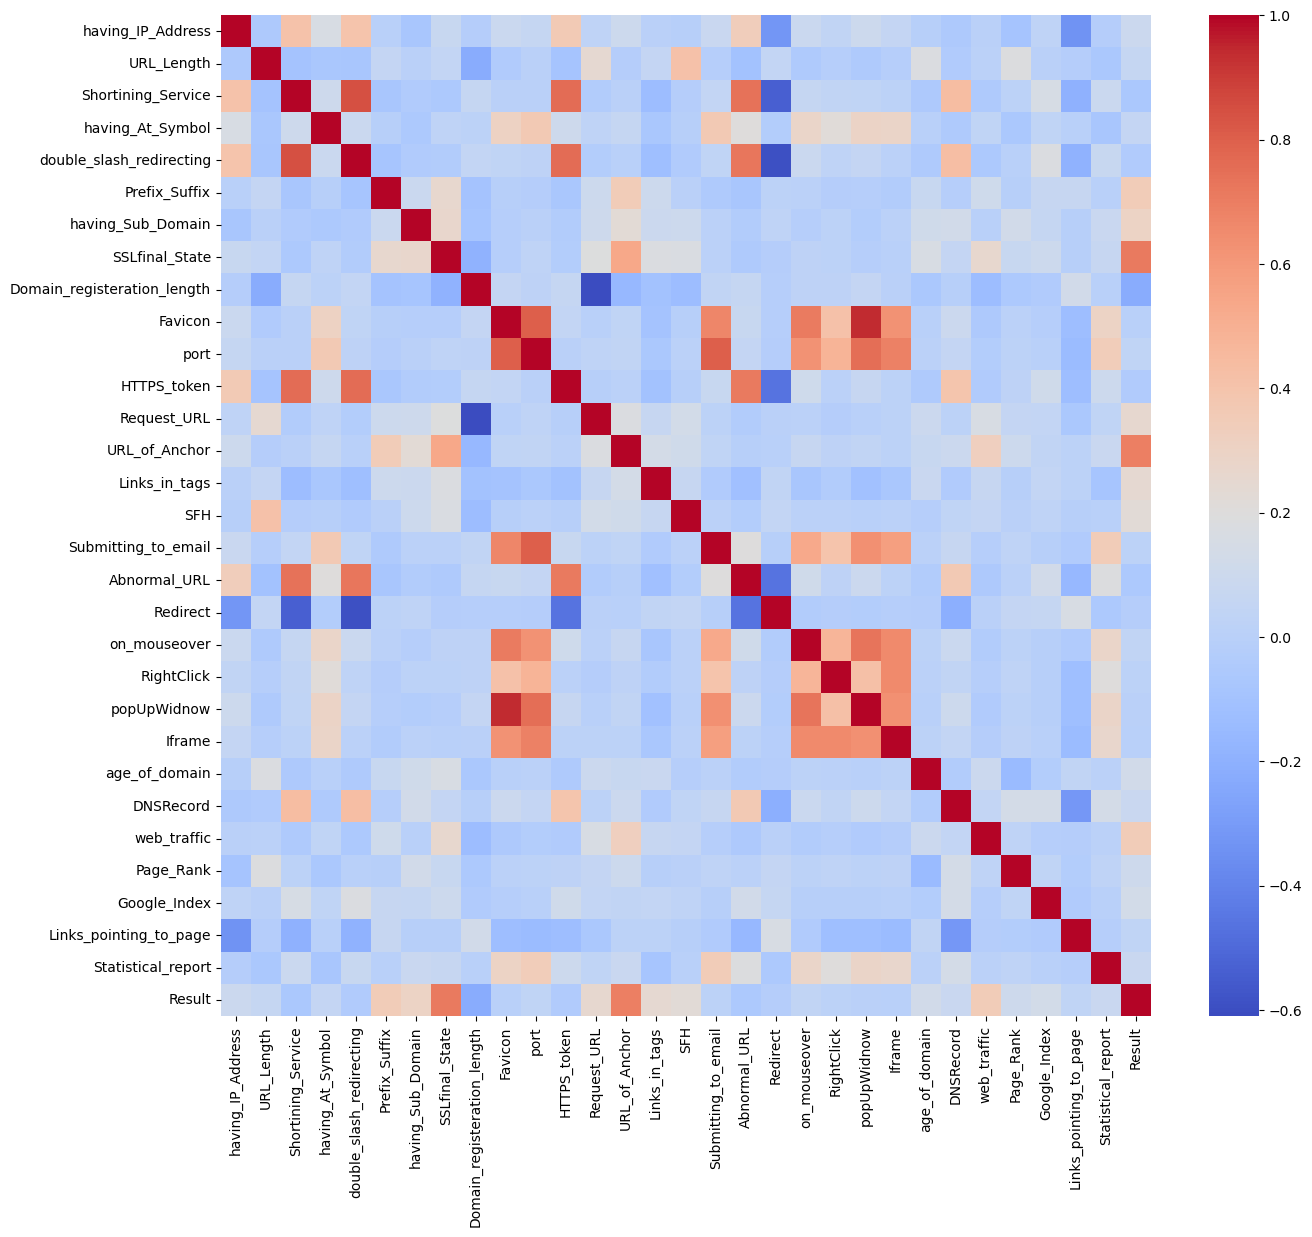 having_IP_Address
URL_Length
Shortining_Service
having_At_Symbol
double_slash_redirecting
Prefix_Suffix
having_Sub_Domain
SSLfinal_State
Domain_registeration_length
Favicon
port
HTTPS_token
Request_URL
URL_of_Anchor
Links_in_tags
SFH
Submitting_to_email
Abnormal_URL
Redirect
on_mouseover
RightClick
popUpWidnow
Iframe
age_of_domain
DNSRecord
web_traffic
Page_Rank
Google_Index
Links_pointing_to_page
Statistical_report
Result
having_IP_Address
URL_Length
Shortining_Service
having_At_Symbol
double_slash_redirecting
Prefix_Suffix
having_Sub_Domain
SSLfinal_State
Domain_registeration_length
Favicon
port
HTTPS_token
Request_URL
URL_of_Anchor
Links_in_tags
SFH
Submitting_to_email
Abnormal_URL
Redirect
on_mouseover
RightClick
popUpWidnow
Iframe
age_of_domain
DNSRecord
web_traffic
Page_Rank
Google_Index
Links_pointing_to_page
Statistical_report
Result
1.0
0.8
0.6
0.4
0.2
0.0
−0.2
−0.4
−0.6